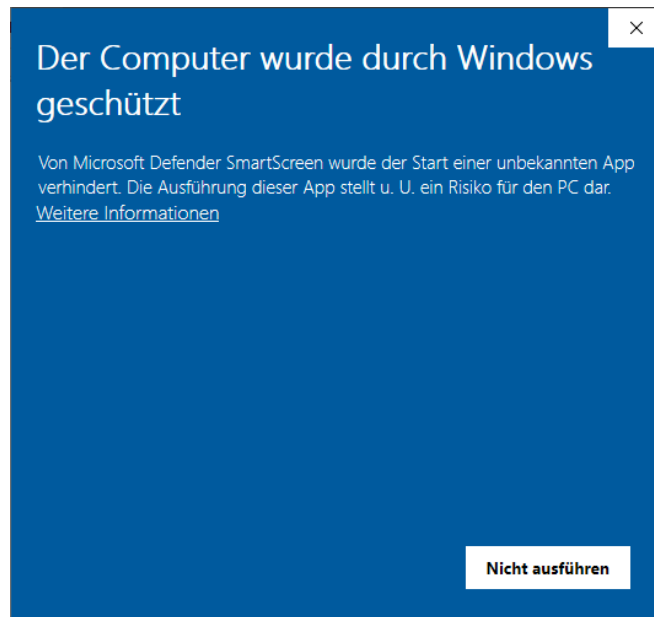 Der Computer wurde durch Windows
geschützt
Von Microsoft Defender SmartScreen wurde der Start einer unbekannten App
verhindert. Die Ausführung dieser App stellt u. U. ein Risiko für den PC dar.
Weitere Informationen
Nicht ausführen